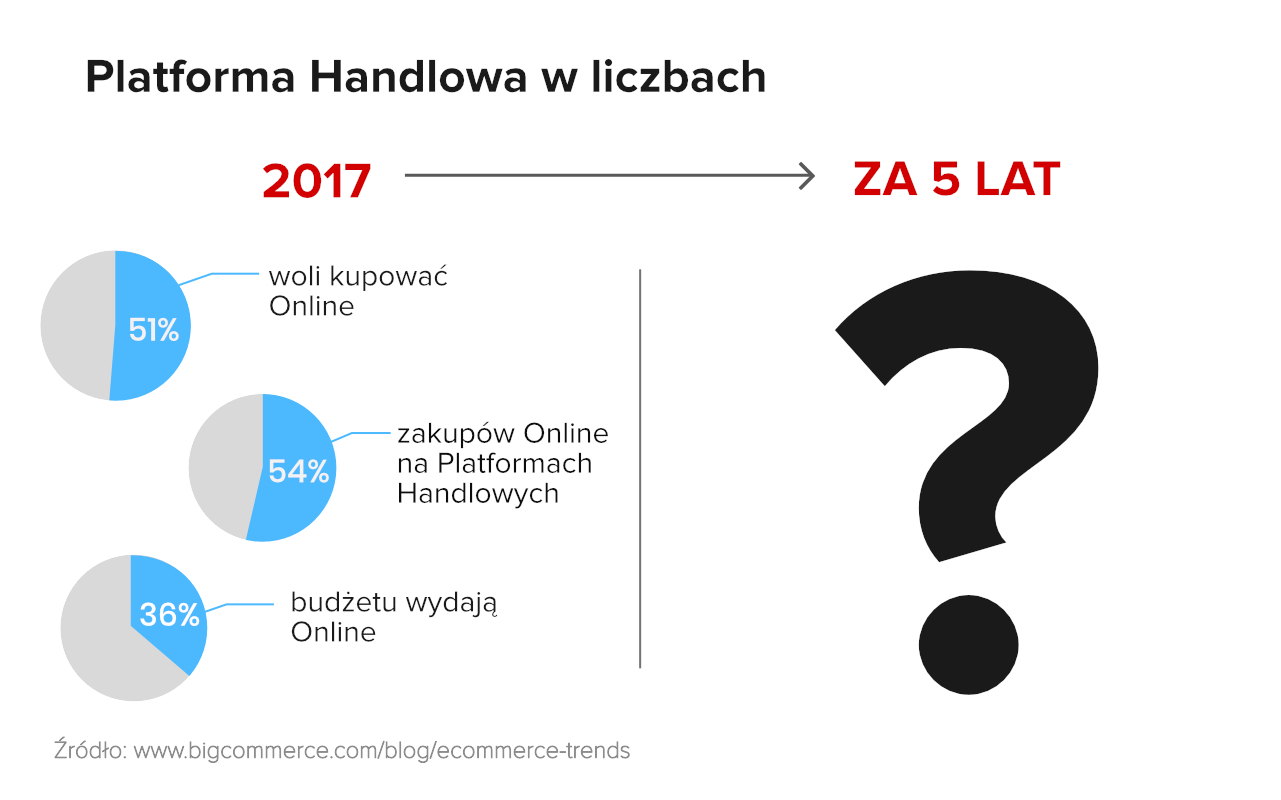 Platforma Handlowa w liczbach
2017
ZA 5 LAT
51%
woli kupować
Online
54%
zakupów Online
na Platformach
Handlowych
36%
budżetu wydają
Online
?
Źródło: www.bigcommerce.com/blog/ecommerce-trends